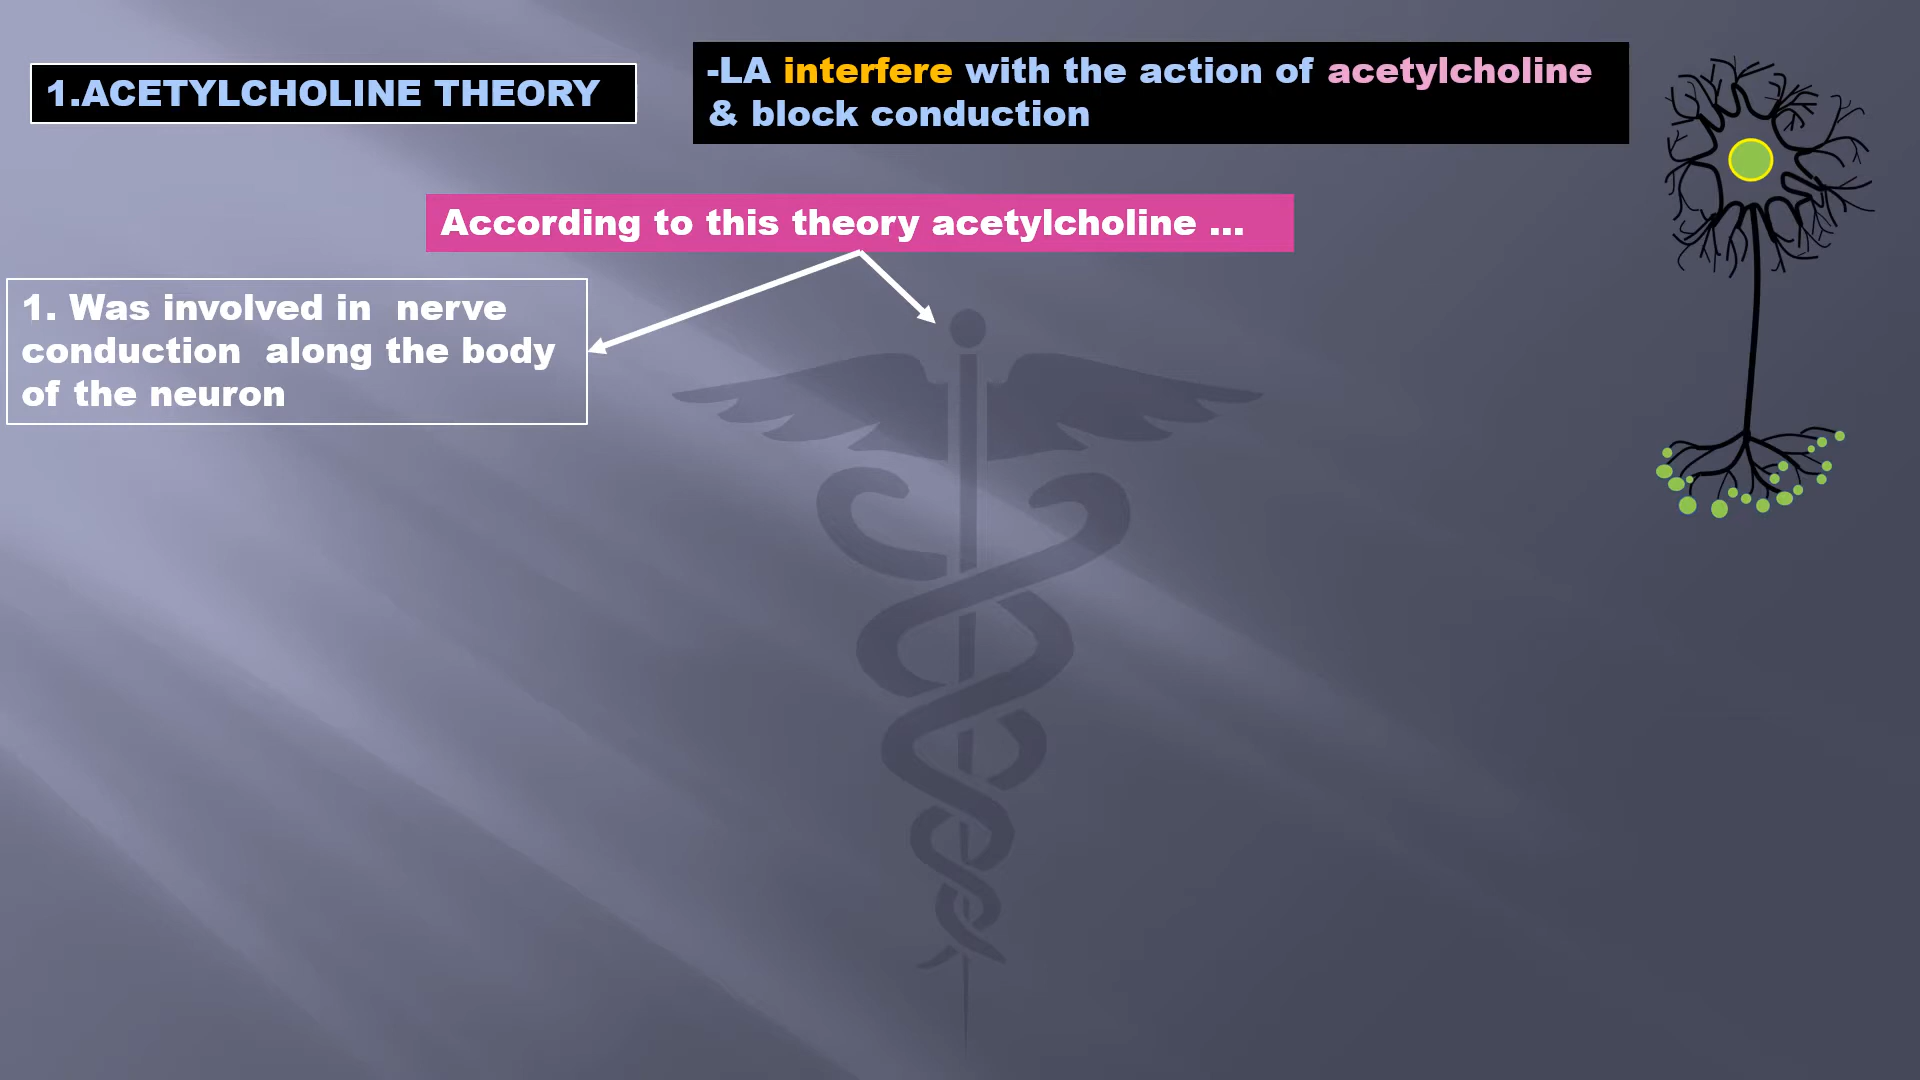 1.ACETYLCHOLINE THEORY
-LA interfere with the action of acetylcholine
& block conduction
According to this theory acetylcholine ...
1. Was involved in  nerve
conduction  along the body
of the neuron